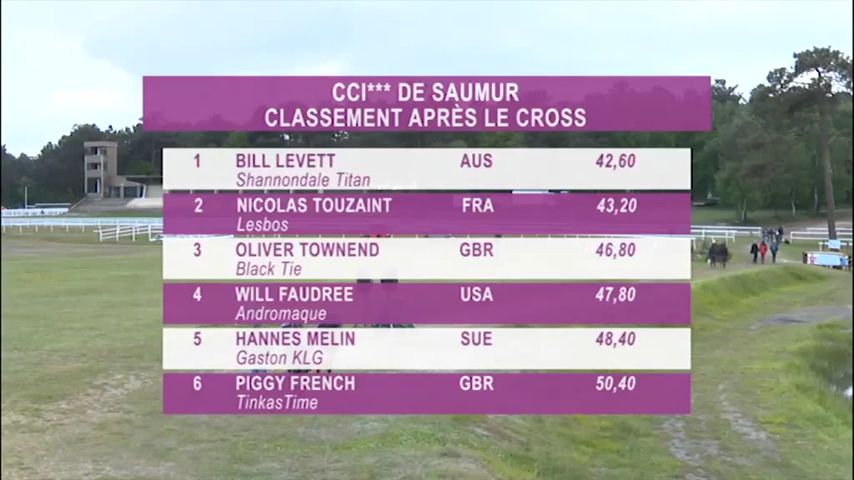 CCI*** DE SAUMUR
CLASSEMENT APRÈS LE CROSS
1 BILL LEVETT AUS 42,60
Shannondale Titan
2 NICOLAS TOUZAINT FRA 43,20
Lesbos
3 OLIVER TOWNEND GBR 46,80
Black Tie
4 WILL FAUDREE USA 47,80
Andromaque
5 HANNES MELIN SUE 48,40
Gaston KLG
6 PIGGY FRENCH GBR 50,40
TinkasTime